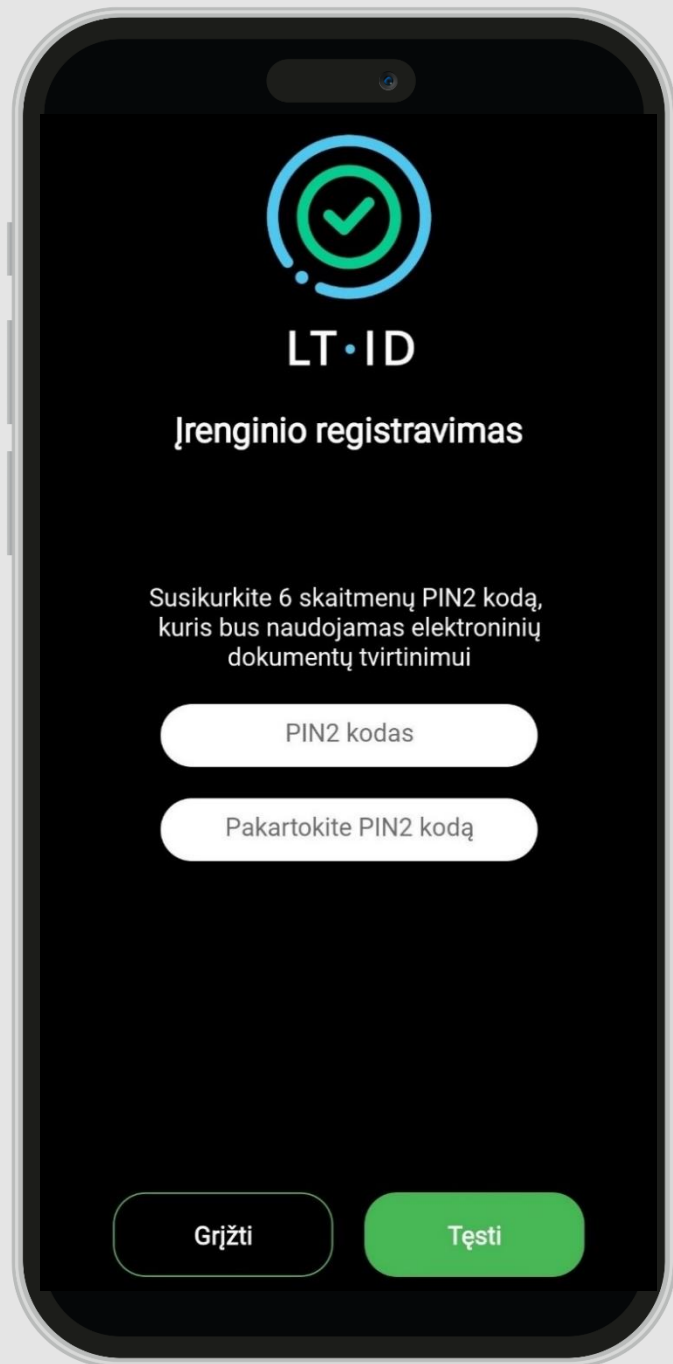 LT·ID
Įrenginio registravimas
Susikurkite 6 skaitmenų PIN2 kodą,
kuris bus naudojamas elektroninių
dokumentų tvirtinimui
PIN2 kodas
Pakartokite PIN2 kodą
Grįžti
Tęsti